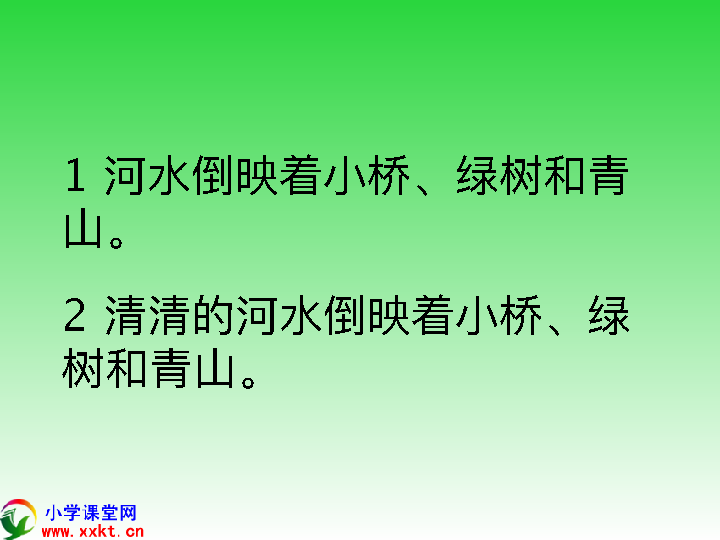 1 河水倒映着小桥、绿树和青
山。
2 清清的河水倒映着小桥、绿
树和青山。
小学课堂网
www.xxkt.cn